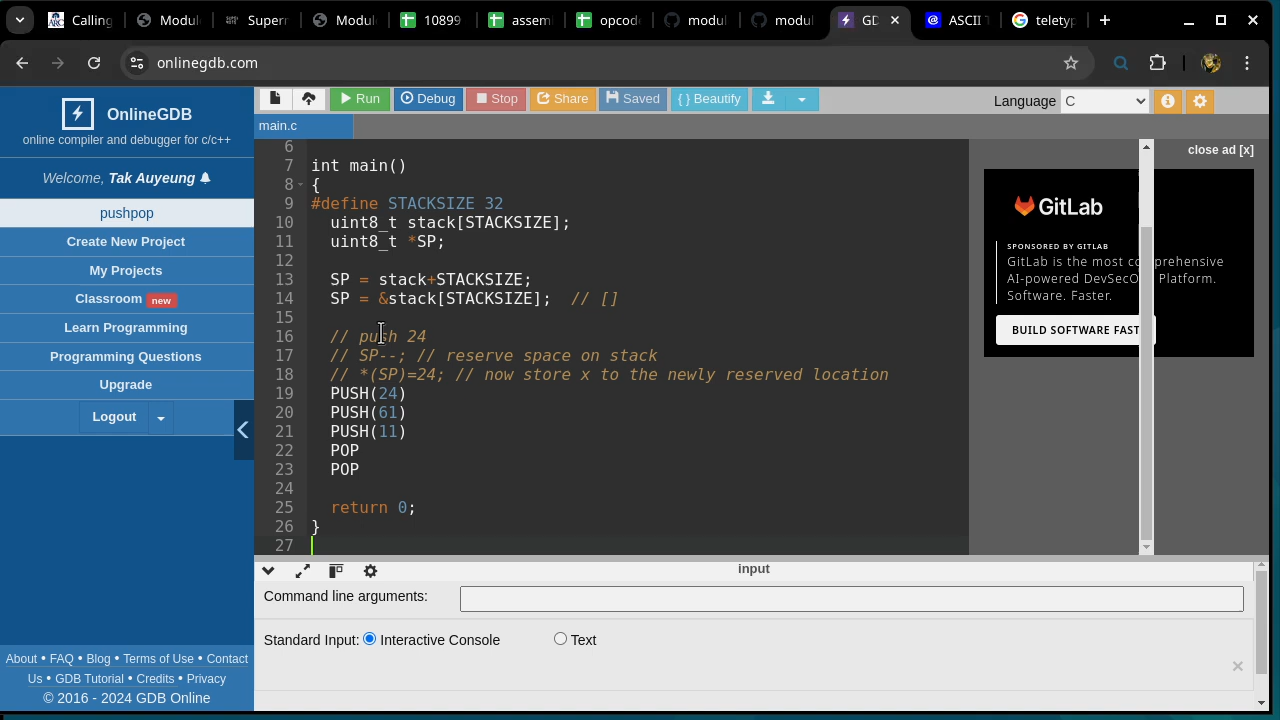 Calling
Modul
Superr
Modul
10899
assem
opcod
modul
modul
GD
ASCII T
telety
onlinegdb.com
OnlineGDB
online compiler and debugger for c/c++
Welcome, Tak Auyeung
pushpop
Create New Project
My Projects
Classroom new
Learn Programming
Programming Questions
Upgrade
Logout
About • FAQ • Blog • Terms of Use • Contact
Us • GDB Tutorial • Credits • Privacy
© 2016 - 2024 GDB Online
Run
Debug
Stop
Share
Saved
{ } Beautify
Language C
main.c
6
7 int main()
8 {
9 #define STACKSIZE 32
10 uint8_t stack[STACKSIZE];
11 uint8_t *SP;
12
13 SP = stack+STACKSIZE;
14 SP = &stack[STACKSIZE]; // []
15
16 // push 24
17 // SP--; // reserve space on stack
18 // *(SP)=24; // now store x to the newly reserved location
19 PUSH(24)
20 PUSH(61)
21 PUSH(11)
22 POP
23 POP
24
25 return 0;
26 }
27
close ad [x]
GitLab
SPONSORED BY GITLAB
GitLab is the most comprehensive
AI-powered DevSecOps Platform.
Software. Faster.
BUILD SOFTWARE FAST
input
Command line arguments:
Standard Input: Interactive Console Text